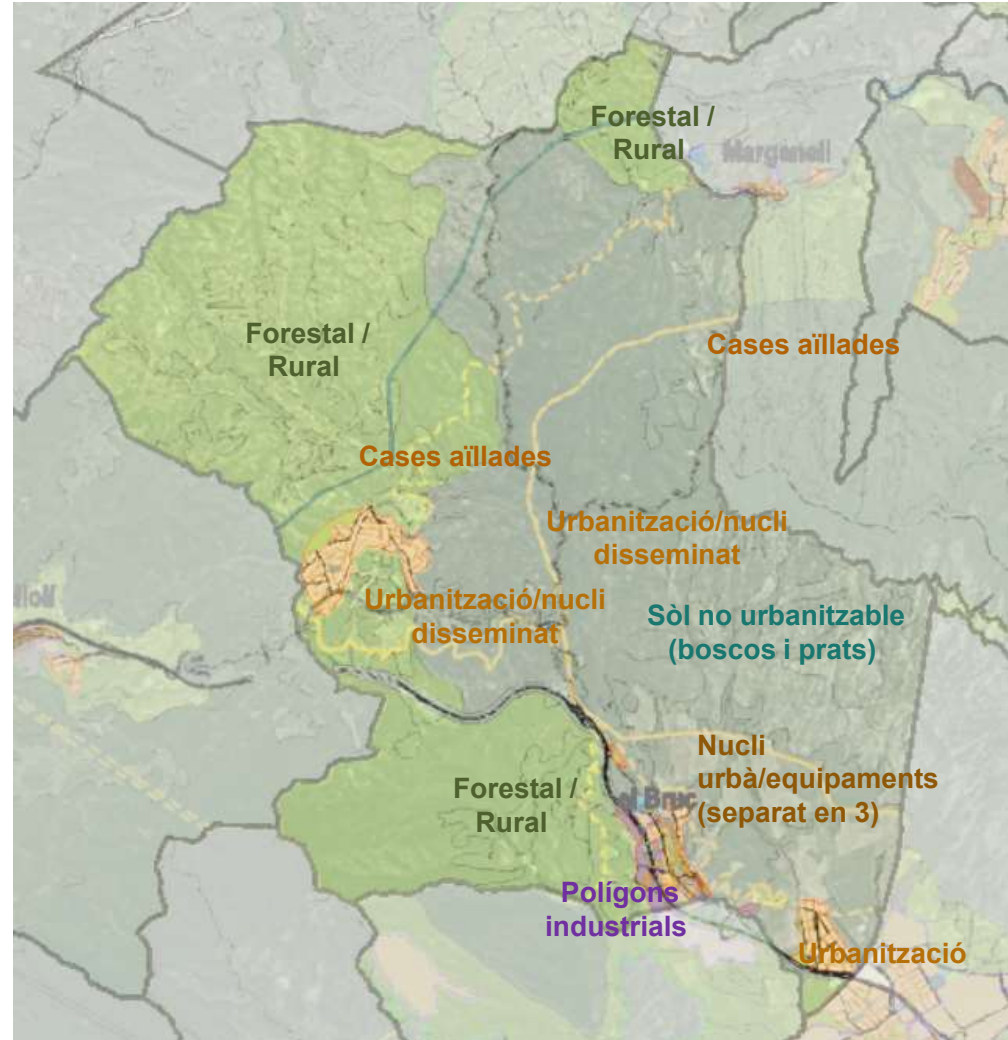 Forestal /
Rural
Marganell
Forestal /
Rural
Cases aïllades
Cases aïllades
Urbanització/nucli
disseminat
Urbanització/nucli
disseminat
Sòl no urbanitzable
(boscos i prats)
Nucli
urbà/equipaments
(separat en 3)
Forestal /
Rural
el Bruc
Polígons
industrials
Urbanització